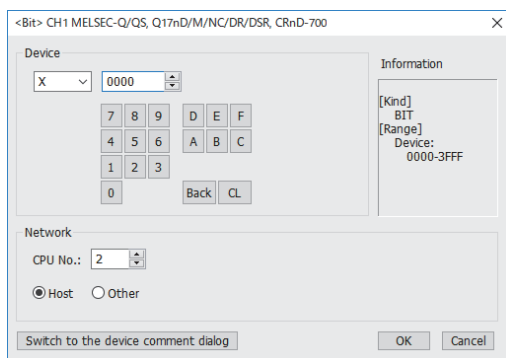 <Bit> CH1 MELSEC-Q/QS, Q17nD/M/NC/DR/DSR, CRnD-700
Device
X 0000
7 8 9 D E F
4 5 6 A B C
1 2 3
0 Back CL
Information
[Kind]
BIT
[Range]
Device:
0000-3FFF
Network
CPU No.: 2
Host Other
Switch to the device comment dialog OK Cancel